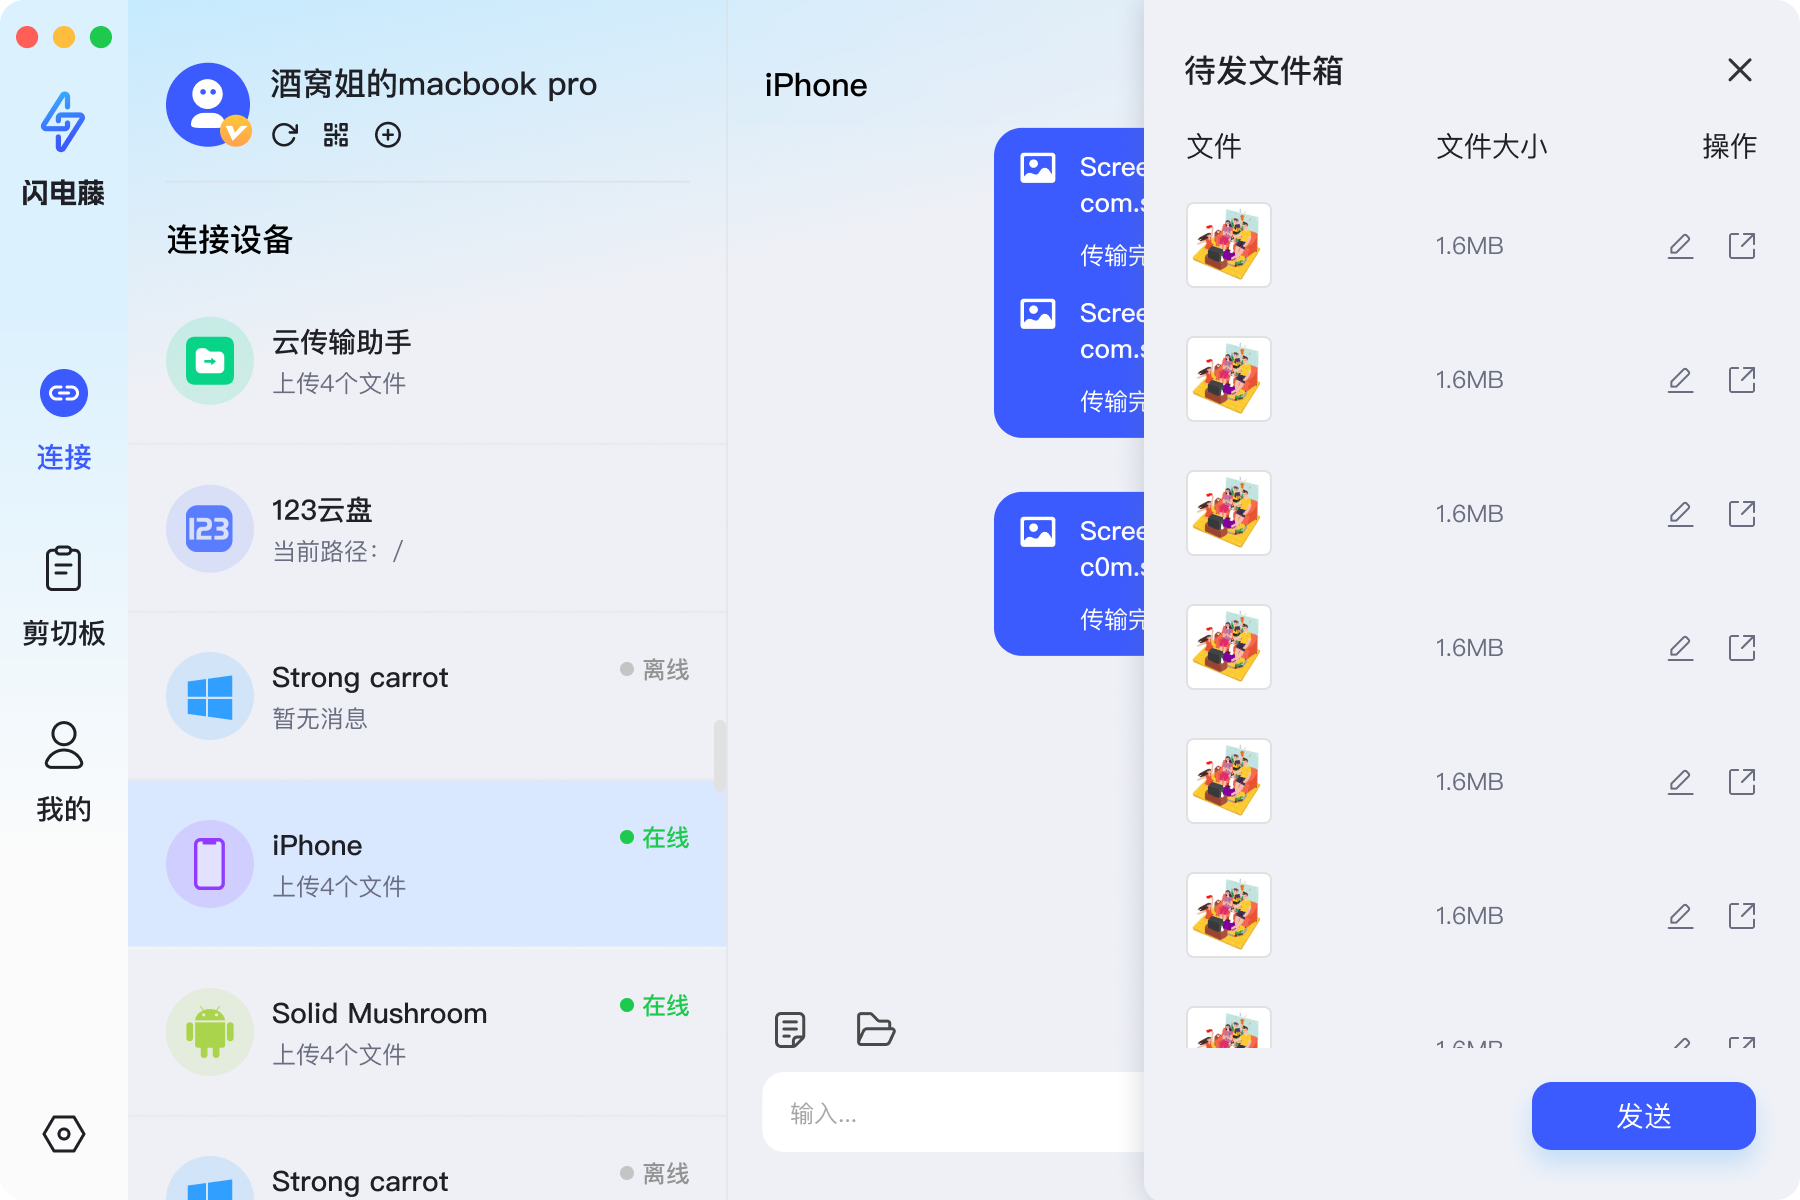 闪电藤
连接
剪切板
我的
酒窝姐的macbook pro
连接设备
云传输助手
上传4个文件
123
123云盘
当前路径： /
Strong carrot
离线
暂无消息
iPhone
在线
上传4个文件
Solid Mushroom
在线
上传4个文件
Strong carrot
离线
iPhone
Scree
com.s
传输完
Scree
com.s
传输完
Scree
c0m.s
传输完
输入...
待发文件箱
文件 文件大小 操作
1.6MB
1.6MB
1.6MB
1.6MB
1.6MB
1.6MB
1.6MB
发送